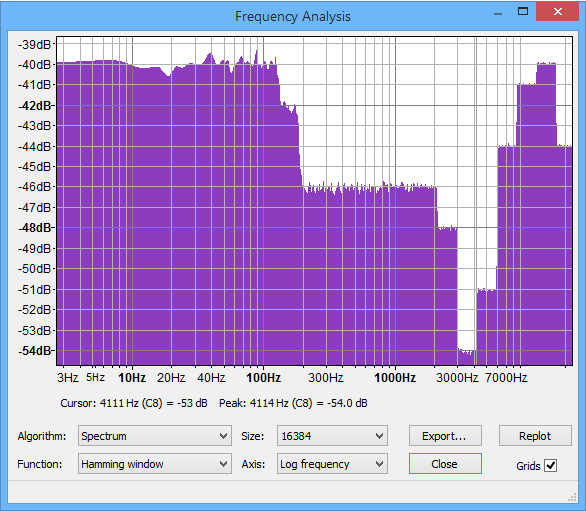 Frequency Analysis
-39dB
-40dB
-41dB
-42dB
-43dB
-44dB
-45dB
-46dB
-47dB
-48dB
-49dB
-50dB
-51dB
-52dB
-53dB
-54dB
3Hz 5Hz 10Hz 20Hz 40Hz 100Hz 300Hz 1000Hz 3000Hz 7000Hz
Cursor: 4111 Hz (C8) = -53 dB Peak: 4114 Hz (C8) = -54.0 dB
Algorithm: Spectrum Size: 16384 Export... Replot
Function: Hamming window Axis: Log frequency Close Grids